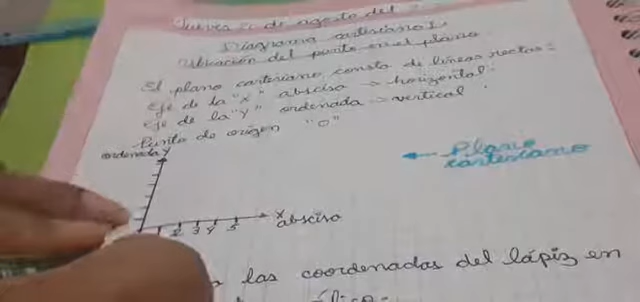 Jueves 21 de agosto del
Diagrama cartesiano I.
Ubicación del punto en el plano
El plano cartesiano consta de líneas rectas:
Eje de la "x" abscisa → horizontal.
Eje de la "y" ordenada → vertical.
Punto de origen "0"
ordenada y
← Plano
cartesiano
2 3 4 5
x
abscisa
las coordenadas del lápiz en